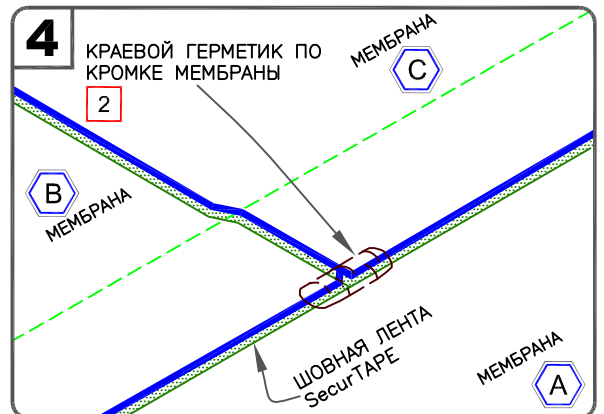 4
КРАЕВОЙ ГЕРМЕТИК ПО
КРОМКЕ МЕМБРАНЫ
2
МЕМБРАНА
C
B
МЕМБРАНА
ШОВНАЯ ЛЕНТА
SecurTAPE
МЕМБРАНА
A